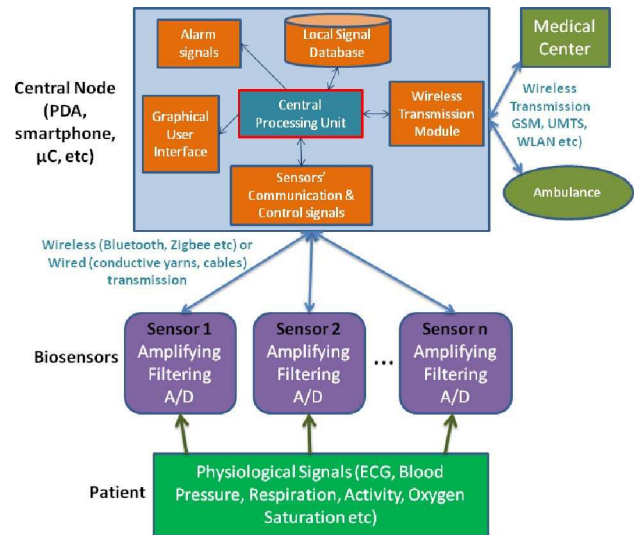 Alarm
signals
Local Signal
Database
Medical
Center
Central Node
(PDA,
smartphone,
µC, etc)
Graphical
User
Interface
Central
Processing Unit
Wireless
Transmission
Module
Wireless
Transmission
GSM, UMTS,
WLAN etc)
Sensors'
Communication &
Control signals
Ambulance
Wireless (Bluetooth, Zigbee etc) or
Wired (conductive yarns, cables)
transmission
Biosensors
Sensor 1
Amplifying
Filtering
A/D
Sensor 2
Amplifying
Filtering
A/D
...
Sensor n
Amplifying
Filtering
A/D
Patient
Physiological Signals (ECG, Blood
Pressure, Respiration, Activity, Oxygen
Saturation etc)